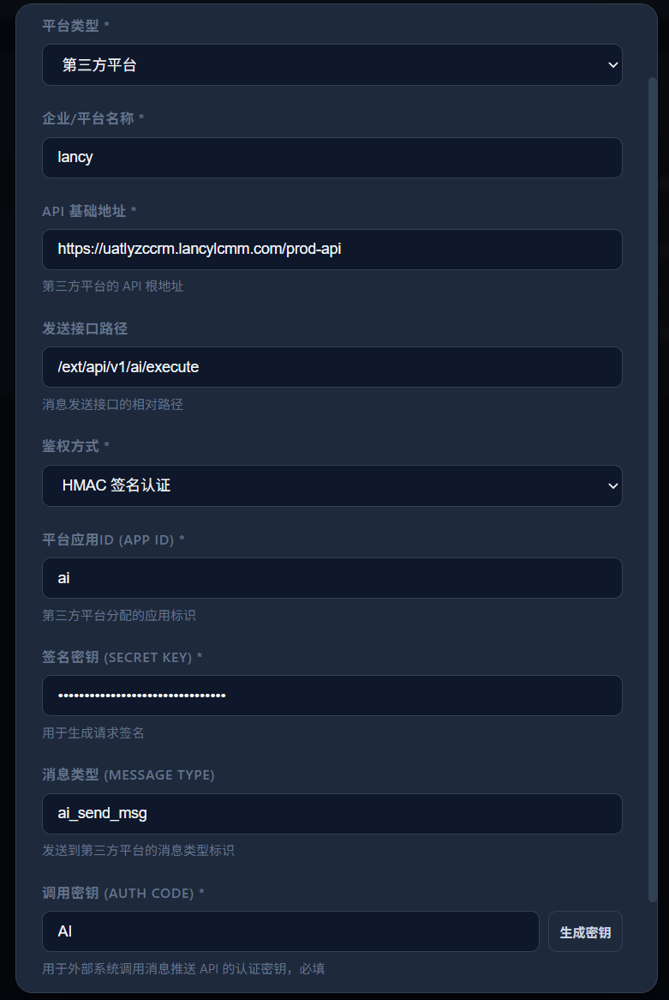 平台类型 *
第三方平台
企业/平台名称 *
lancy
API 基础地址 *
https://uatlyzccrm.lancylcmm.com/prod-api
第三方平台的 API 根地址
发送接口路径
/ext/api/v1/ai/execute
消息发送接口的相对路径
鉴权方式 *
HMAC 签名认证
平台应用ID (APP ID) *
ai
第三方平台分配的应用标识
签名密钥 (SECRET KEY) *
••••••••••••••••••••••••••••••••
用于生成请求签名
消息类型 (MESSAGE TYPE)
ai_send_msg
发送到第三方平台的消息类型标识
调用密钥 (AUTH CODE) *
AI
生成密钥
用于外部系统调用消息推送 API 的认证密钥，必填